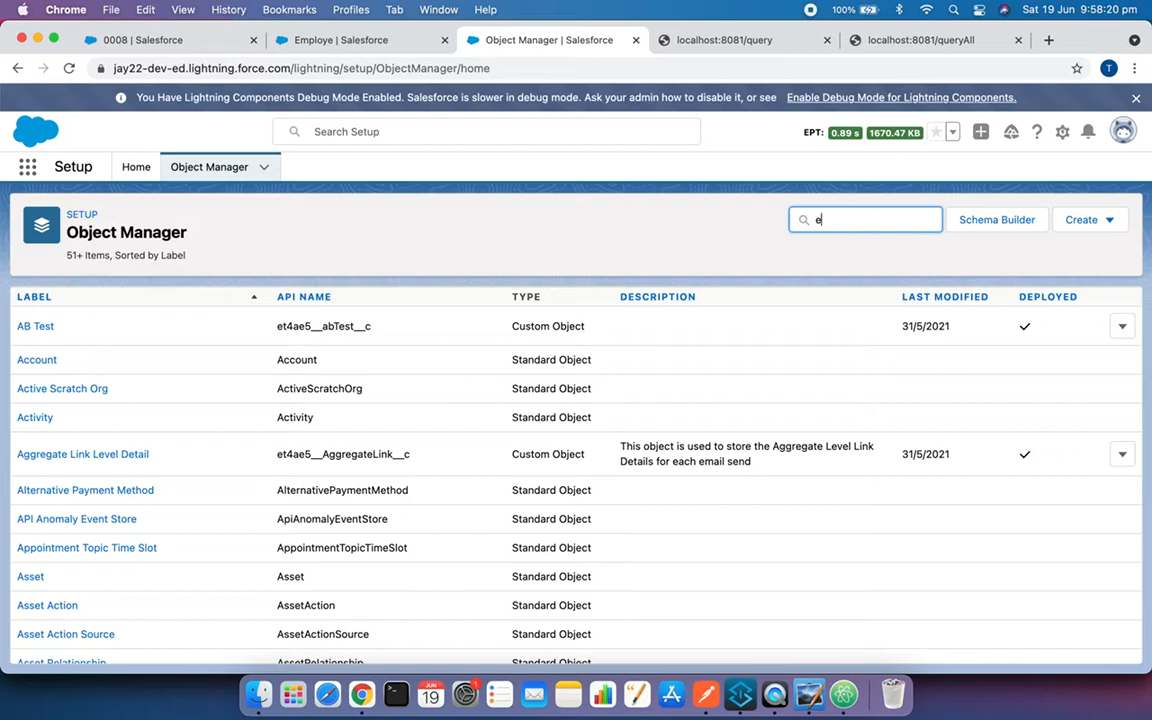 Chrome File Edit View History Bookmarks Profiles Tab Window Help 100% Sat 19 Jun 9:58:20 pm
0008 | Salesforce Employe | Salesforce Object Manager | Salesforce localhost:8081/query localhost:8081/queryAll
jay22-dev-ed.lightning.force.com/lightning/setup/ObjectManager/home T
You Have Lightning Components Debug Mode Enabled. Salesforce is slower in debug mode. Ask your admin how to disable it, or see Enable Debug Mode for Lightning Components.
Search Setup EPT: 0.89 s 1670.47 KB
Setup Home Object Manager
SETUP
Object Manager
51+ Items, Sorted by Label
e Schema Builder Create
LABEL API NAME TYPE DESCRIPTION LAST MODIFIED DEPLOYED
AB Test et4ae5__abTest__c Custom Object 31/5/2021
Account Account Standard Object
Active Scratch Org ActiveScratchOrg Standard Object
Activity Activity Standard Object
Aggregate Link Level Detail et4ae5__AggregateLink__c Custom Object This object is used to store the Aggregate Level Link Details for each email send 31/5/2021
Alternative Payment Method AlternativePaymentMethod Standard Object
API Anomaly Event Store ApiAnomalyEventStore Standard Object
Appointment Topic Time Slot AppointmentTopicTimeSlot Standard Object
Asset Asset Standard Object
Asset Action AssetAction Standard Object
Asset Action Source AssetActionSource Standard Object
Asset Relationship AssetRelationship Standard Object
JUN
19
1